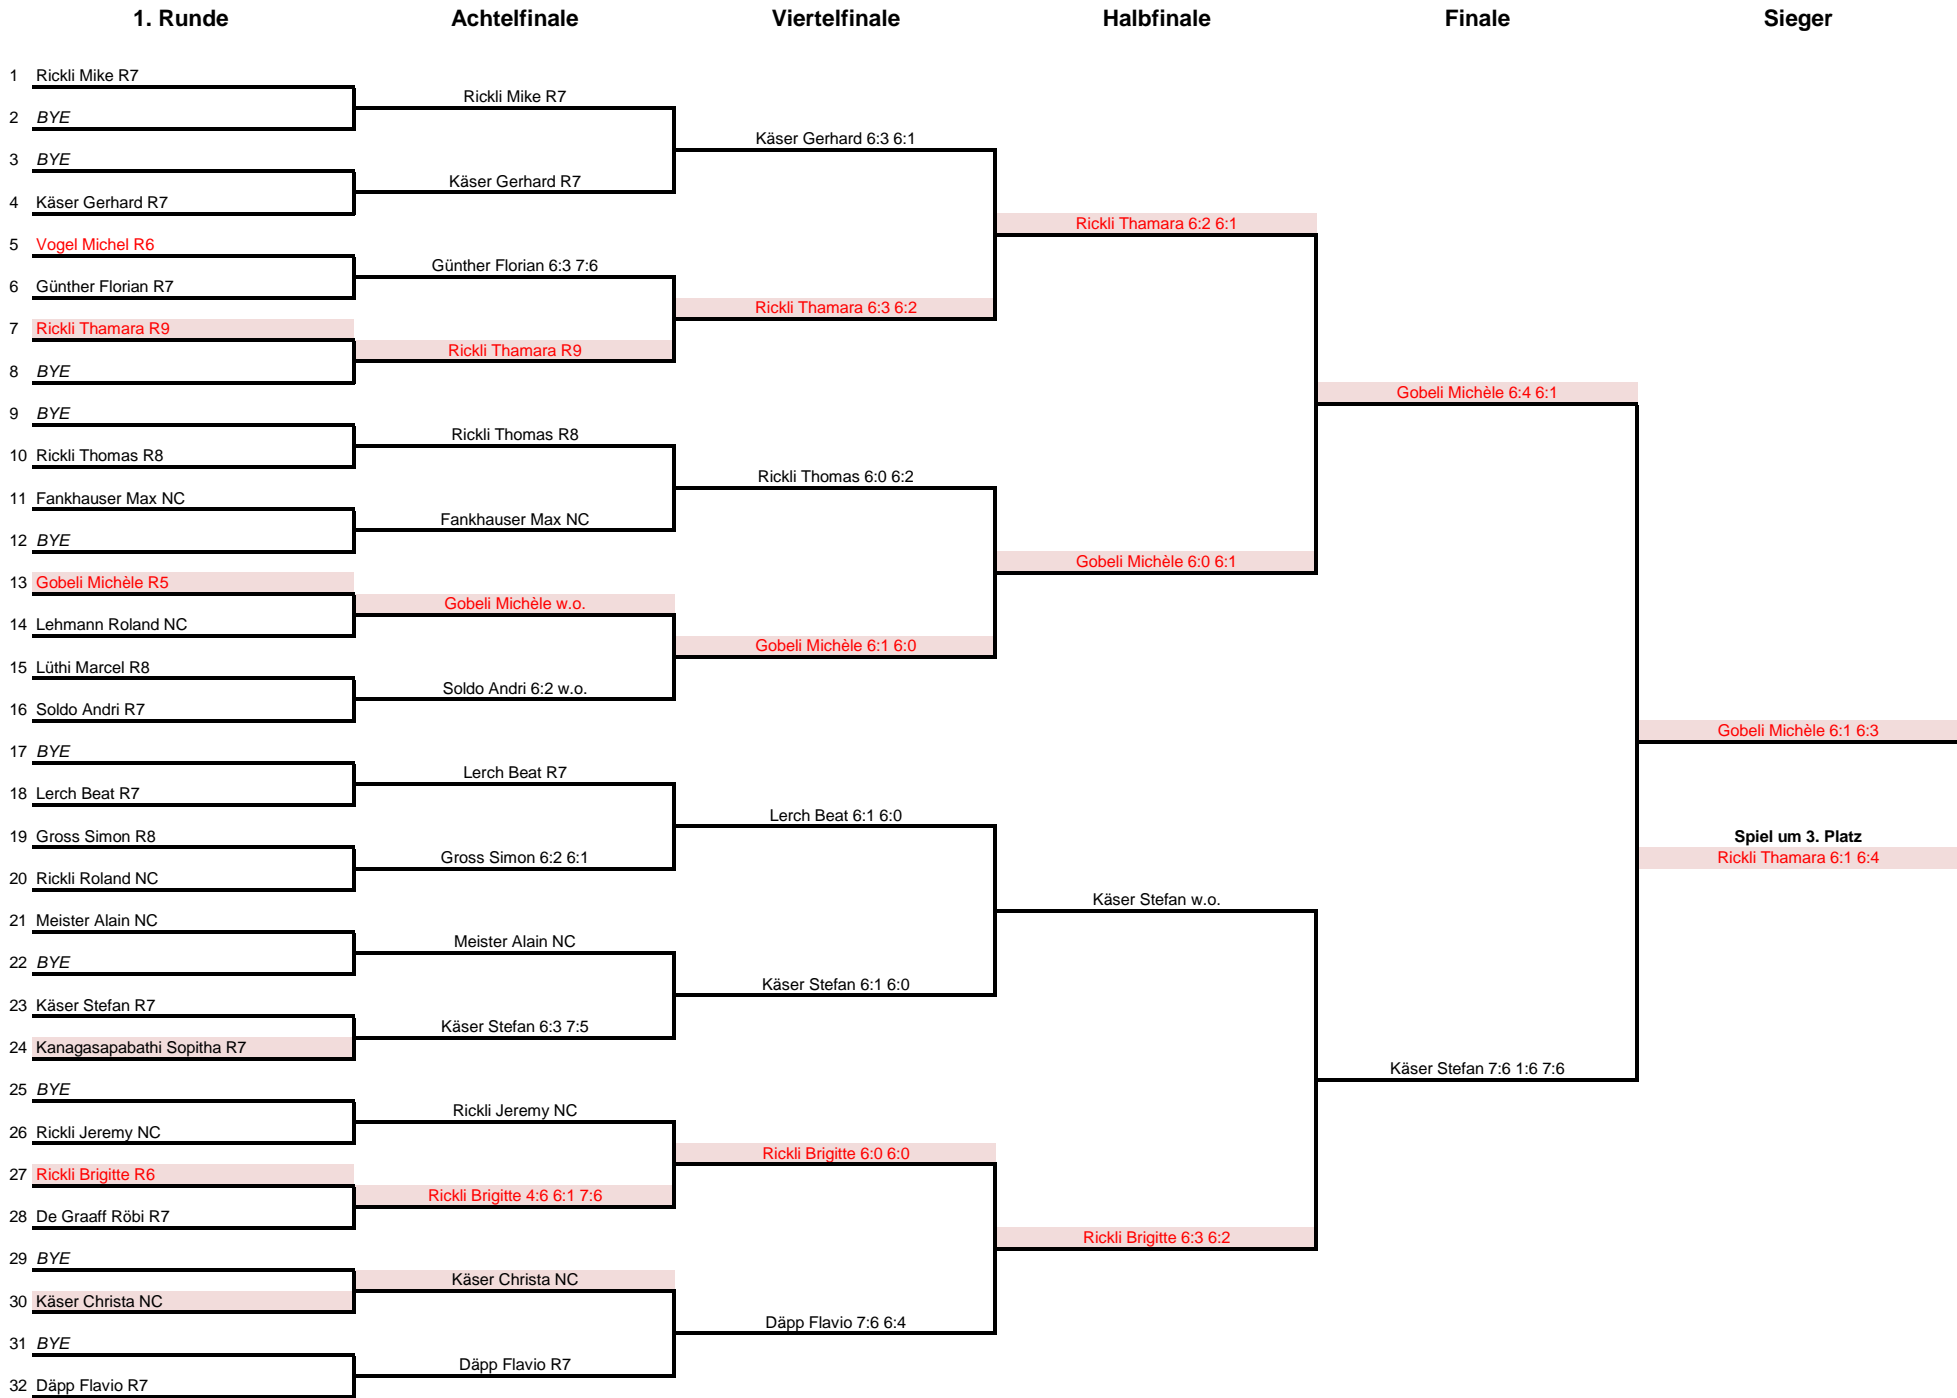 1. Runde
Achtelfinale
Viertelfinale
Halbfinale
Finale
Sieger
1 Rickli Mike R7
2 BYE
3 BYE
4 Käser Gerhard R7
5 Vogel Michel R6
6 Günther Florian R7
7 Rickli Thamara R9
8 BYE
9 BYE
10 Rickli Thomas R8
11 Fankhauser Max NC
12 BYE
13 Gobeli Michèle R5
14 Lehmann Roland NC
15 Lüthi Marcel R8
16 Soldo Andri R7
17 BYE
18 Lerch Beat R7
19 Gross Simon R8
20 Rickli Roland NC
21 Meister Alain NC
22 BYE
23 Käser Stefan R7
24 Kanagasapabathi Sopitha R7
25 BYE
26 Rickli Jeremy NC
27 Rickli Brigitte R6
28 De Graaff Röbi R7
29 BYE
30 Käser Christa NC
31 BYE
32 Däpp Flavio R7
Rickli Mike R7
Käser Gerhard R7
Günther Florian 6:3 7:6
Rickli Thamara R9
Rickli Thomas R8
Fankhauser Max NC
Gobeli Michèle w.o.
Soldo Andri 6:2 w.o.
Lerch Beat R7
Gross Simon 6:2 6:1
Meister Alain NC
Käser Stefan 6:3 7:5
Rickli Jeremy NC
Rickli Brigitte 4:6 6:1 7:6
Käser Christa NC
Däpp Flavio R7
Käser Gerhard 6:3 6:1
Rickli Thamara 6:3 6:2
Rickli Thomas 6:0 6:2
Gobeli Michèle 6:1 6:0
Lerch Beat 6:1 6:0
Käser Stefan 6:1 6:0
Rickli Brigitte 6:0 6:0
Däpp Flavio 7:6 6:4
Rickli Thamara 6:2 6:1
Gobeli Michèle 6:0 6:1
Käser Stefan w.o.
Rickli Brigitte 6:3 6:2
Gobeli Michèle 6:4 6:1
Käser Stefan 7:6 1:6 7:6
Gobeli Michèle 6:1 6:3
Spiel um 3. Platz
Rickli Thamara 6:1 6:4